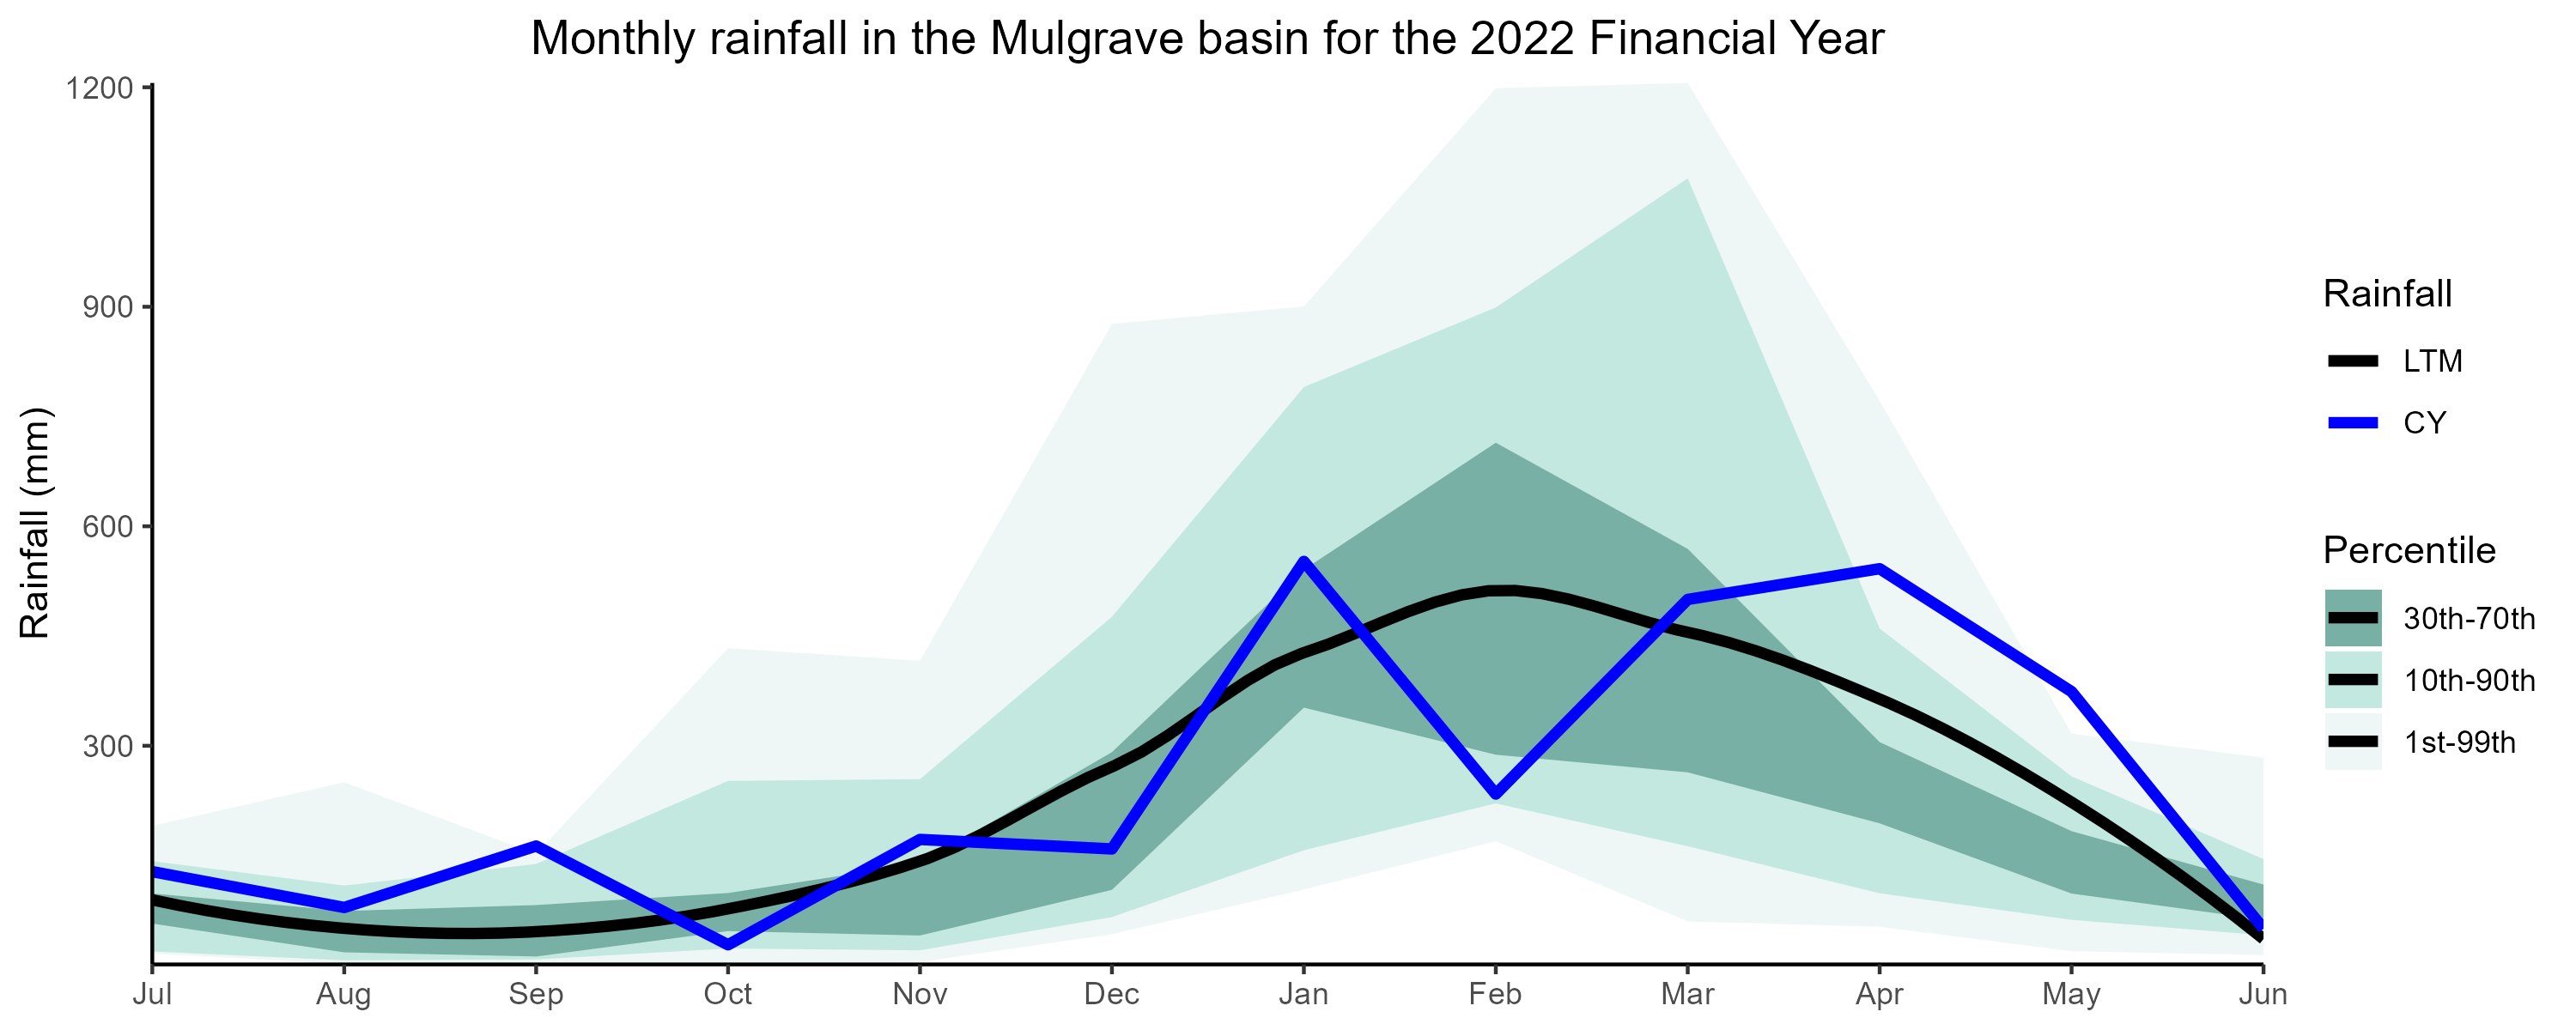 Monthly rainfall in the Mulgrave basin for the 2022 Financial Year
Rainfall (mm)
1200
900
600
300
Jul Aug Sep Oct Nov Dec Jan Feb Mar Apr May Jun
Rainfall
LTM
CY
Percentile
30th-70th
10th-90th
1st-99th